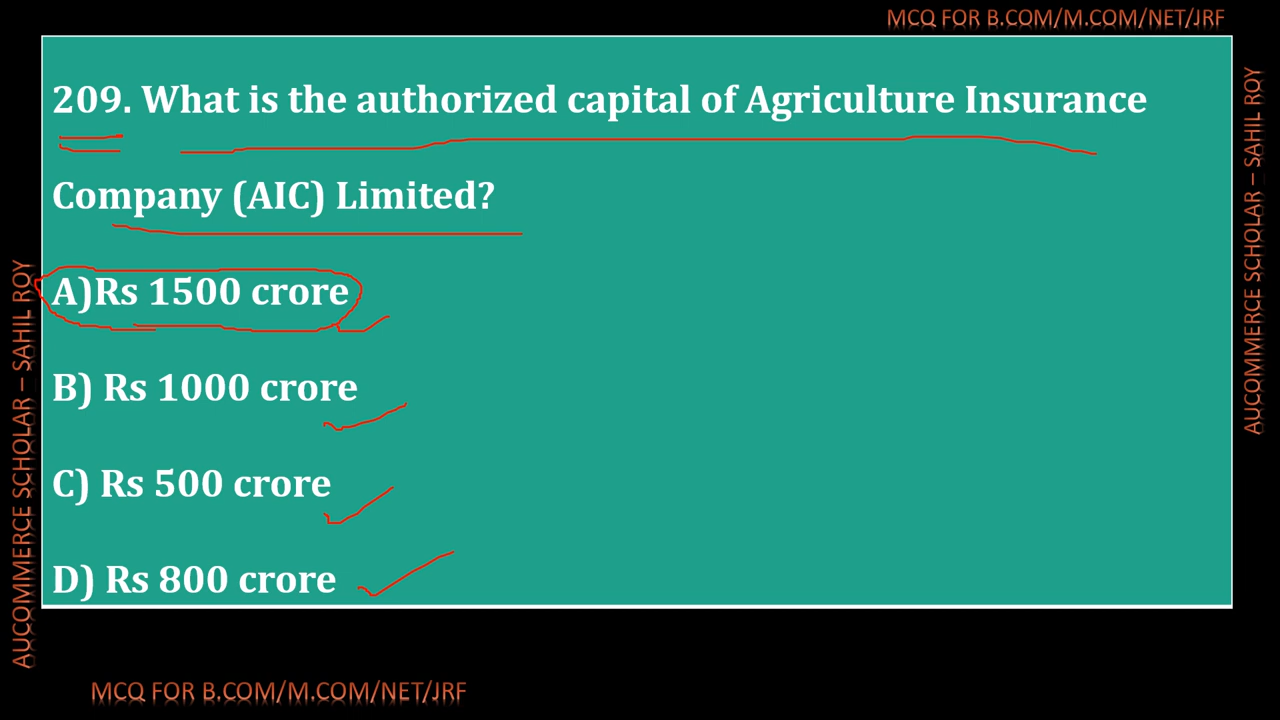 MCQ FOR B.COM/M.COM/NET/JRF
209. What is the authorized capital of Agriculture Insurance
Company (AIC) Limited?
A)Rs 1500 crore
B) Rs 1000 crore
C) Rs 500 crore
D) Rs 800 crore
AUCOMMERCE SCHOLAR – SAHIL ROY
AUCOMMERCE SCHOLAR – SAHIL ROY
MCQ FOR B.COM/M.COM/NET/JRF